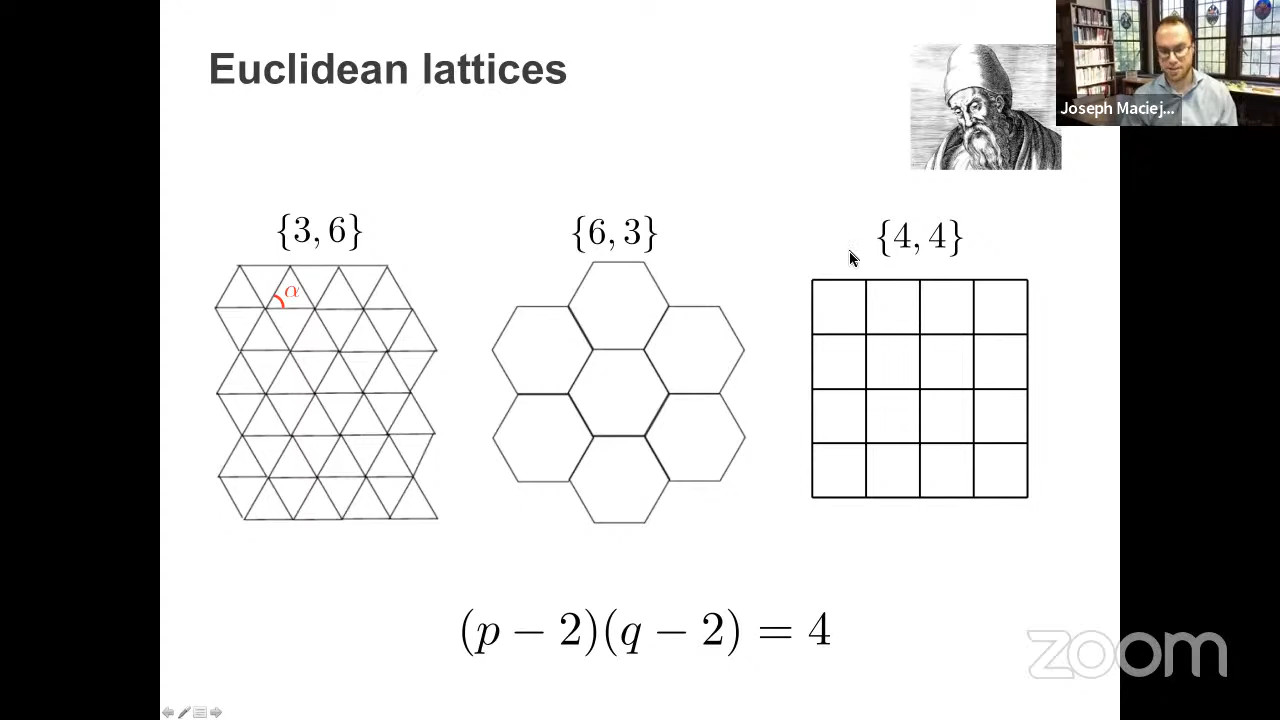 Euclidean lattices
Joseph Maciej...
{3, 6}
{6, 3}
{4, 4}
α
(p − 2)(q − 2) = 4
zoom